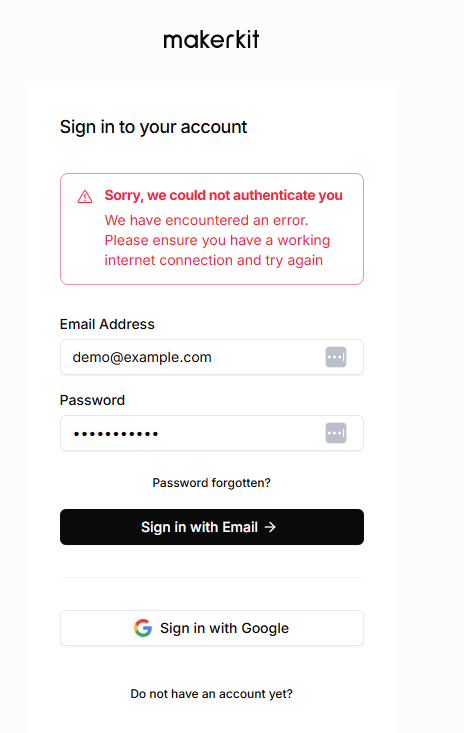 makerkit
Sign in to your account
Sorry, we could not authenticate you
We have encountered an error.
Please ensure you have a working
internet connection and try again
Email Address
demo@example.com
Password
•••••••••••
Password forgotten?
Sign in with Email →
Sign in with Google
Do not have an account yet?